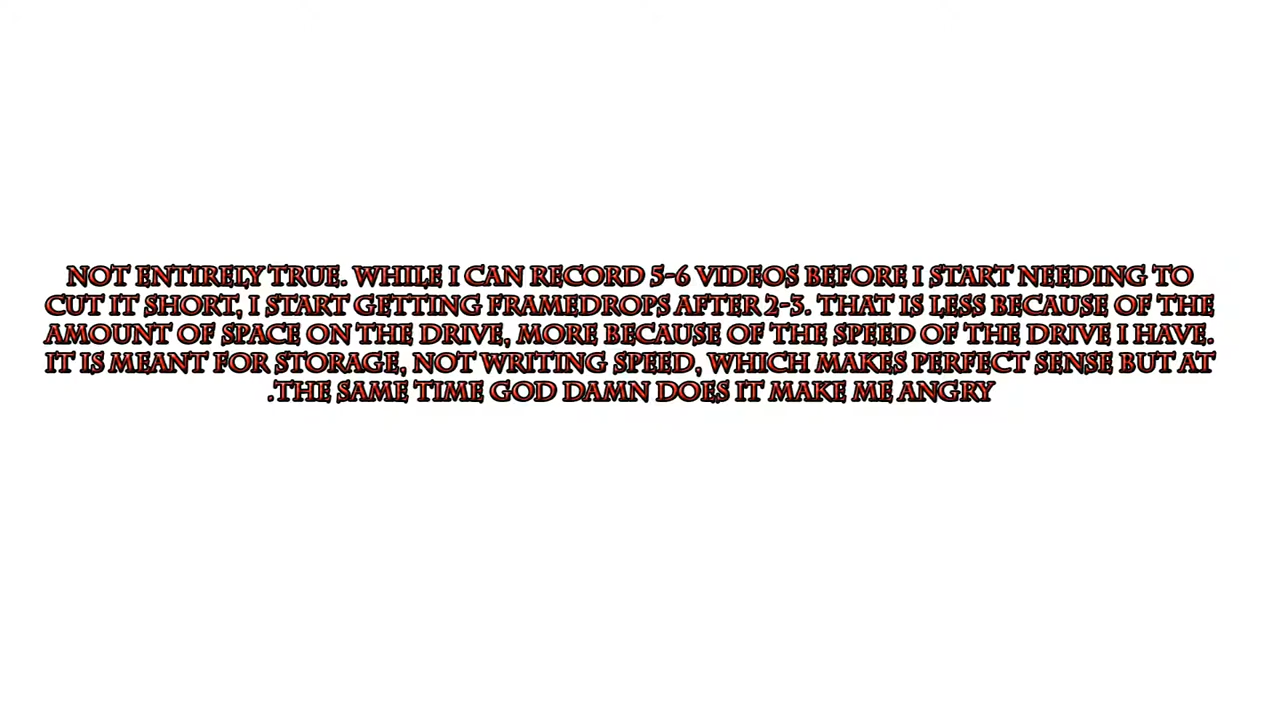 NOT ENTIRELY TRUE. WHILE I CAN RECORD 5-6 VIDEOS BEFORE I START NEEDING TO
CUT IT SHORT, I START GETTING FRAMEDROPS AFTER 2-3. THAT IS LESS BECAUSE OF THE
AMOUNT OF SPACE ON THE DRIVE, MORE BECAUSE OF THE SPEED OF THE DRIVE I HAVE.
IT IS MEANT FOR STORAGE, NOT WRITING SPEED, WHICH MAKES PERFECT SENSE BUT AT
.THE SAME TIME GOD DAMN DOES IT MAKE ME ANGRY